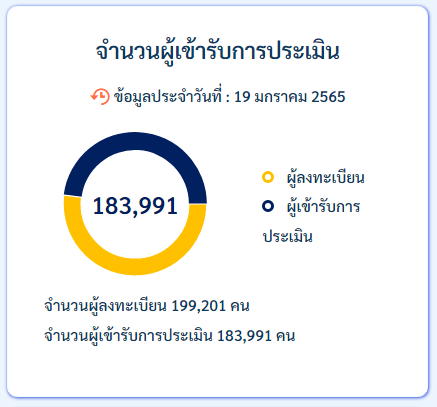 จำนวนผู้เข้ารับการประเมิน
ข้อมูลประจำวันที่ : 19 มกราคม 2565
183,991
ผู้ลงทะเบียน
ผู้เข้ารับการ
ประเมิน
จำนวนผู้ลงทะเบียน 199,201 คน
จำนวนผู้เข้ารับการประเมิน 183,991 คน